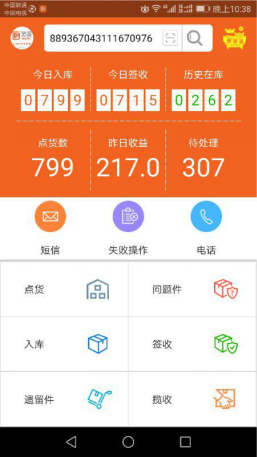 中国联通
中国电信
晚上10:38
889367043111670976
今日入库 今日签收 历史在库
0799 0715 0262
点货数 昨日收益 待处理
799 217.0 307
短信 失败操作 电话
点货 问题件
入库 签收
遗留件 揽收